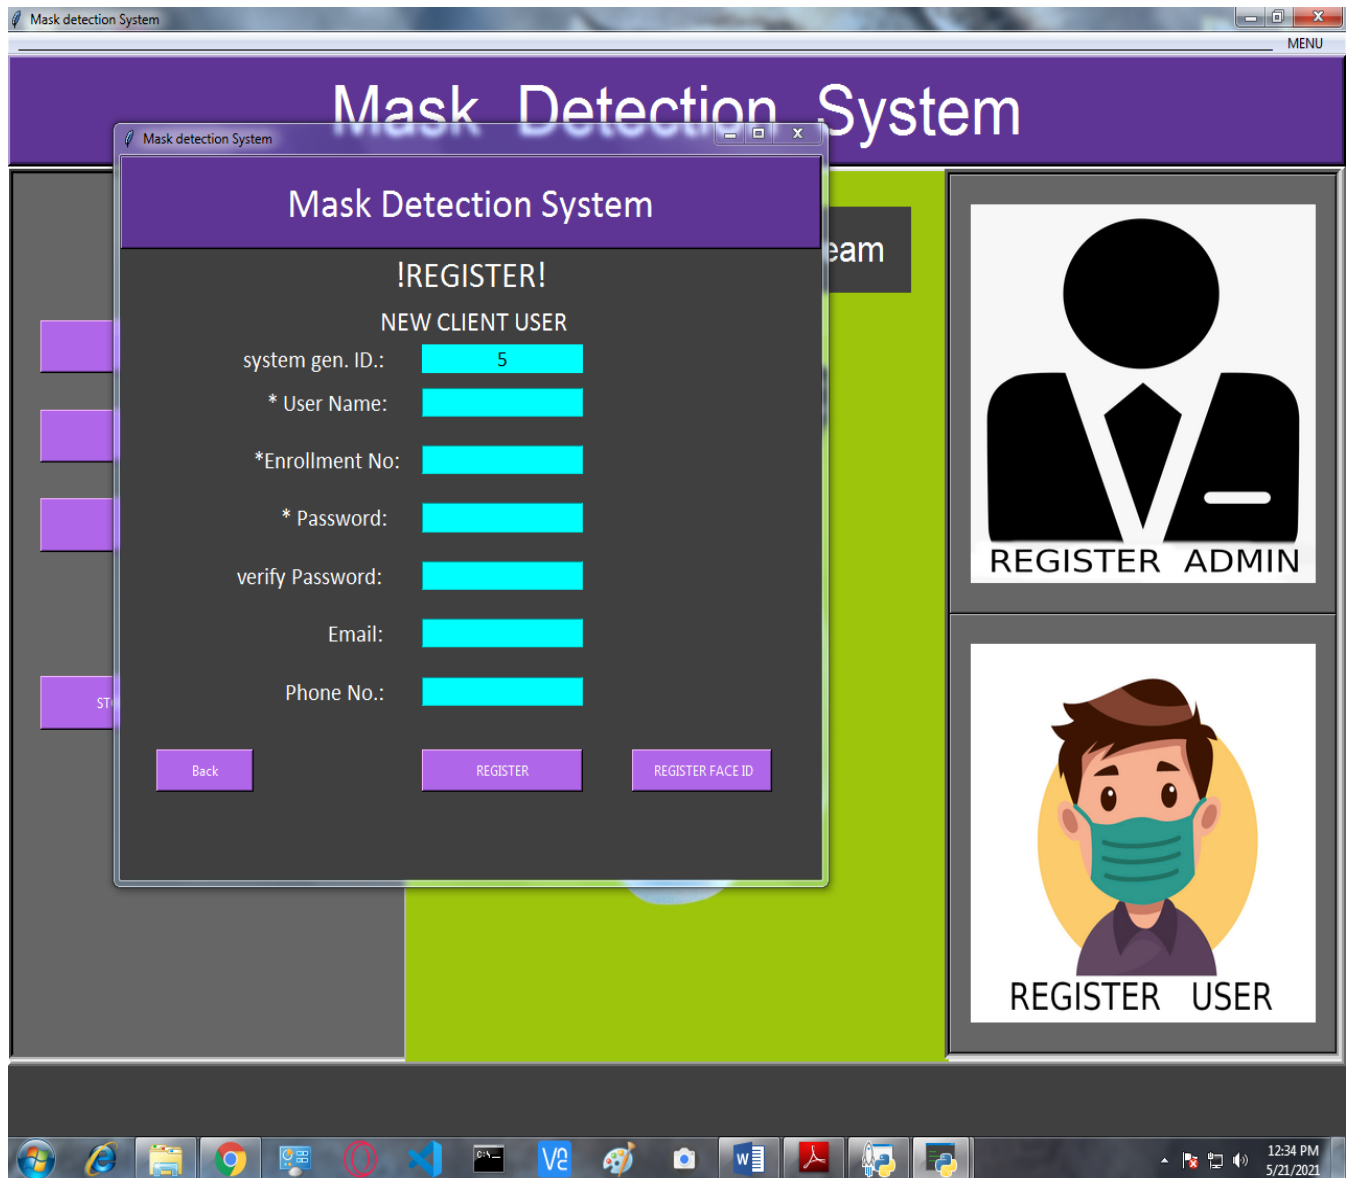 Mask detection System
MENU
Mask Detection System
Mask detection System
Mask Detection System
!REGISTER!
NEW CLIENT USER
system gen. ID.: 5
* User Name:
*Enrollment No:
* Password:
verify Password:
Email:
Phone No.:
Back REGISTER REGISTER FACE ID
REGISTER ADMIN
REGISTER USER
12:34 PM
5/21/2021